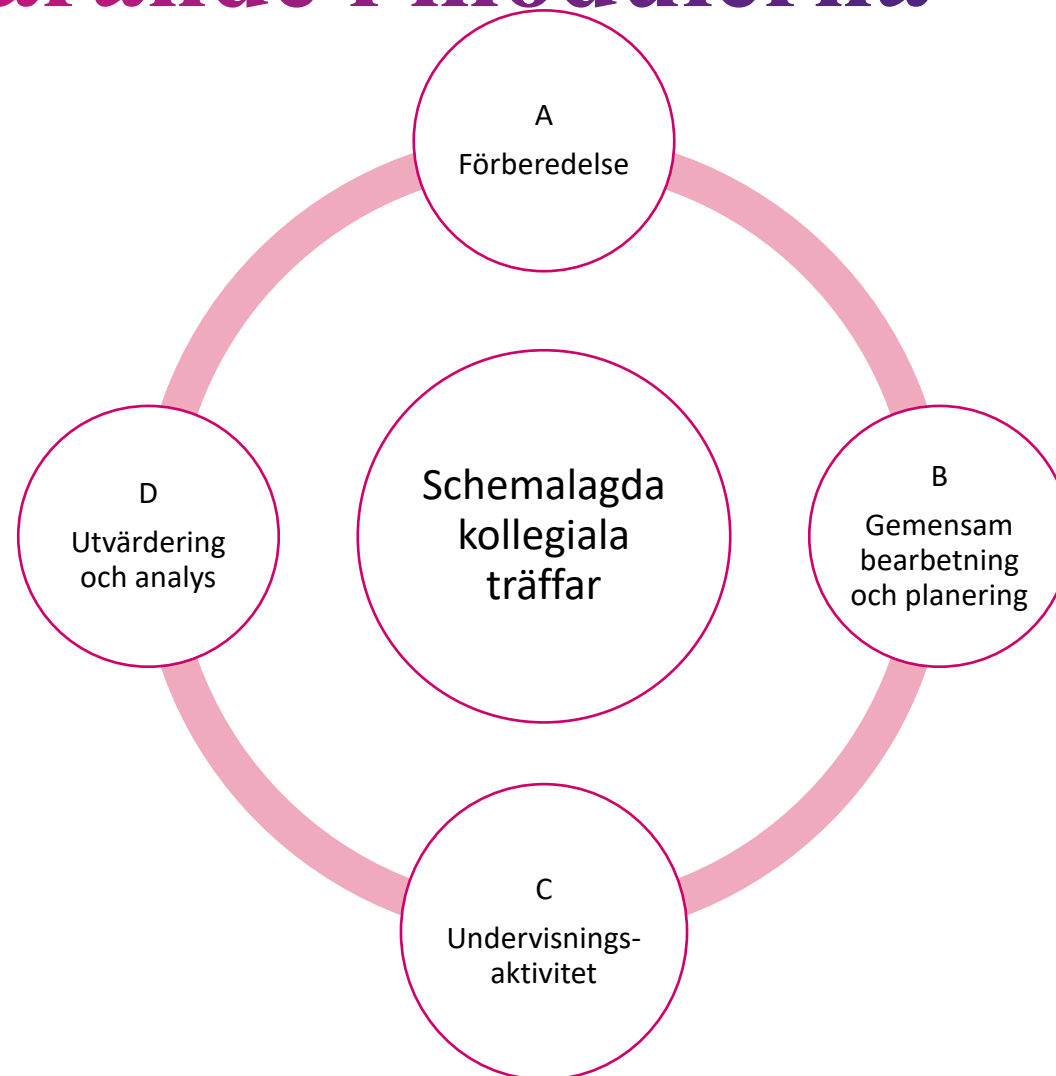 A
Förberedelse
B
Gemensam
bearbetning
och planering
C
Undervisnings-
aktivitet
D
Utvärdering
och analys
Schemalagda
kollegiala
träffar